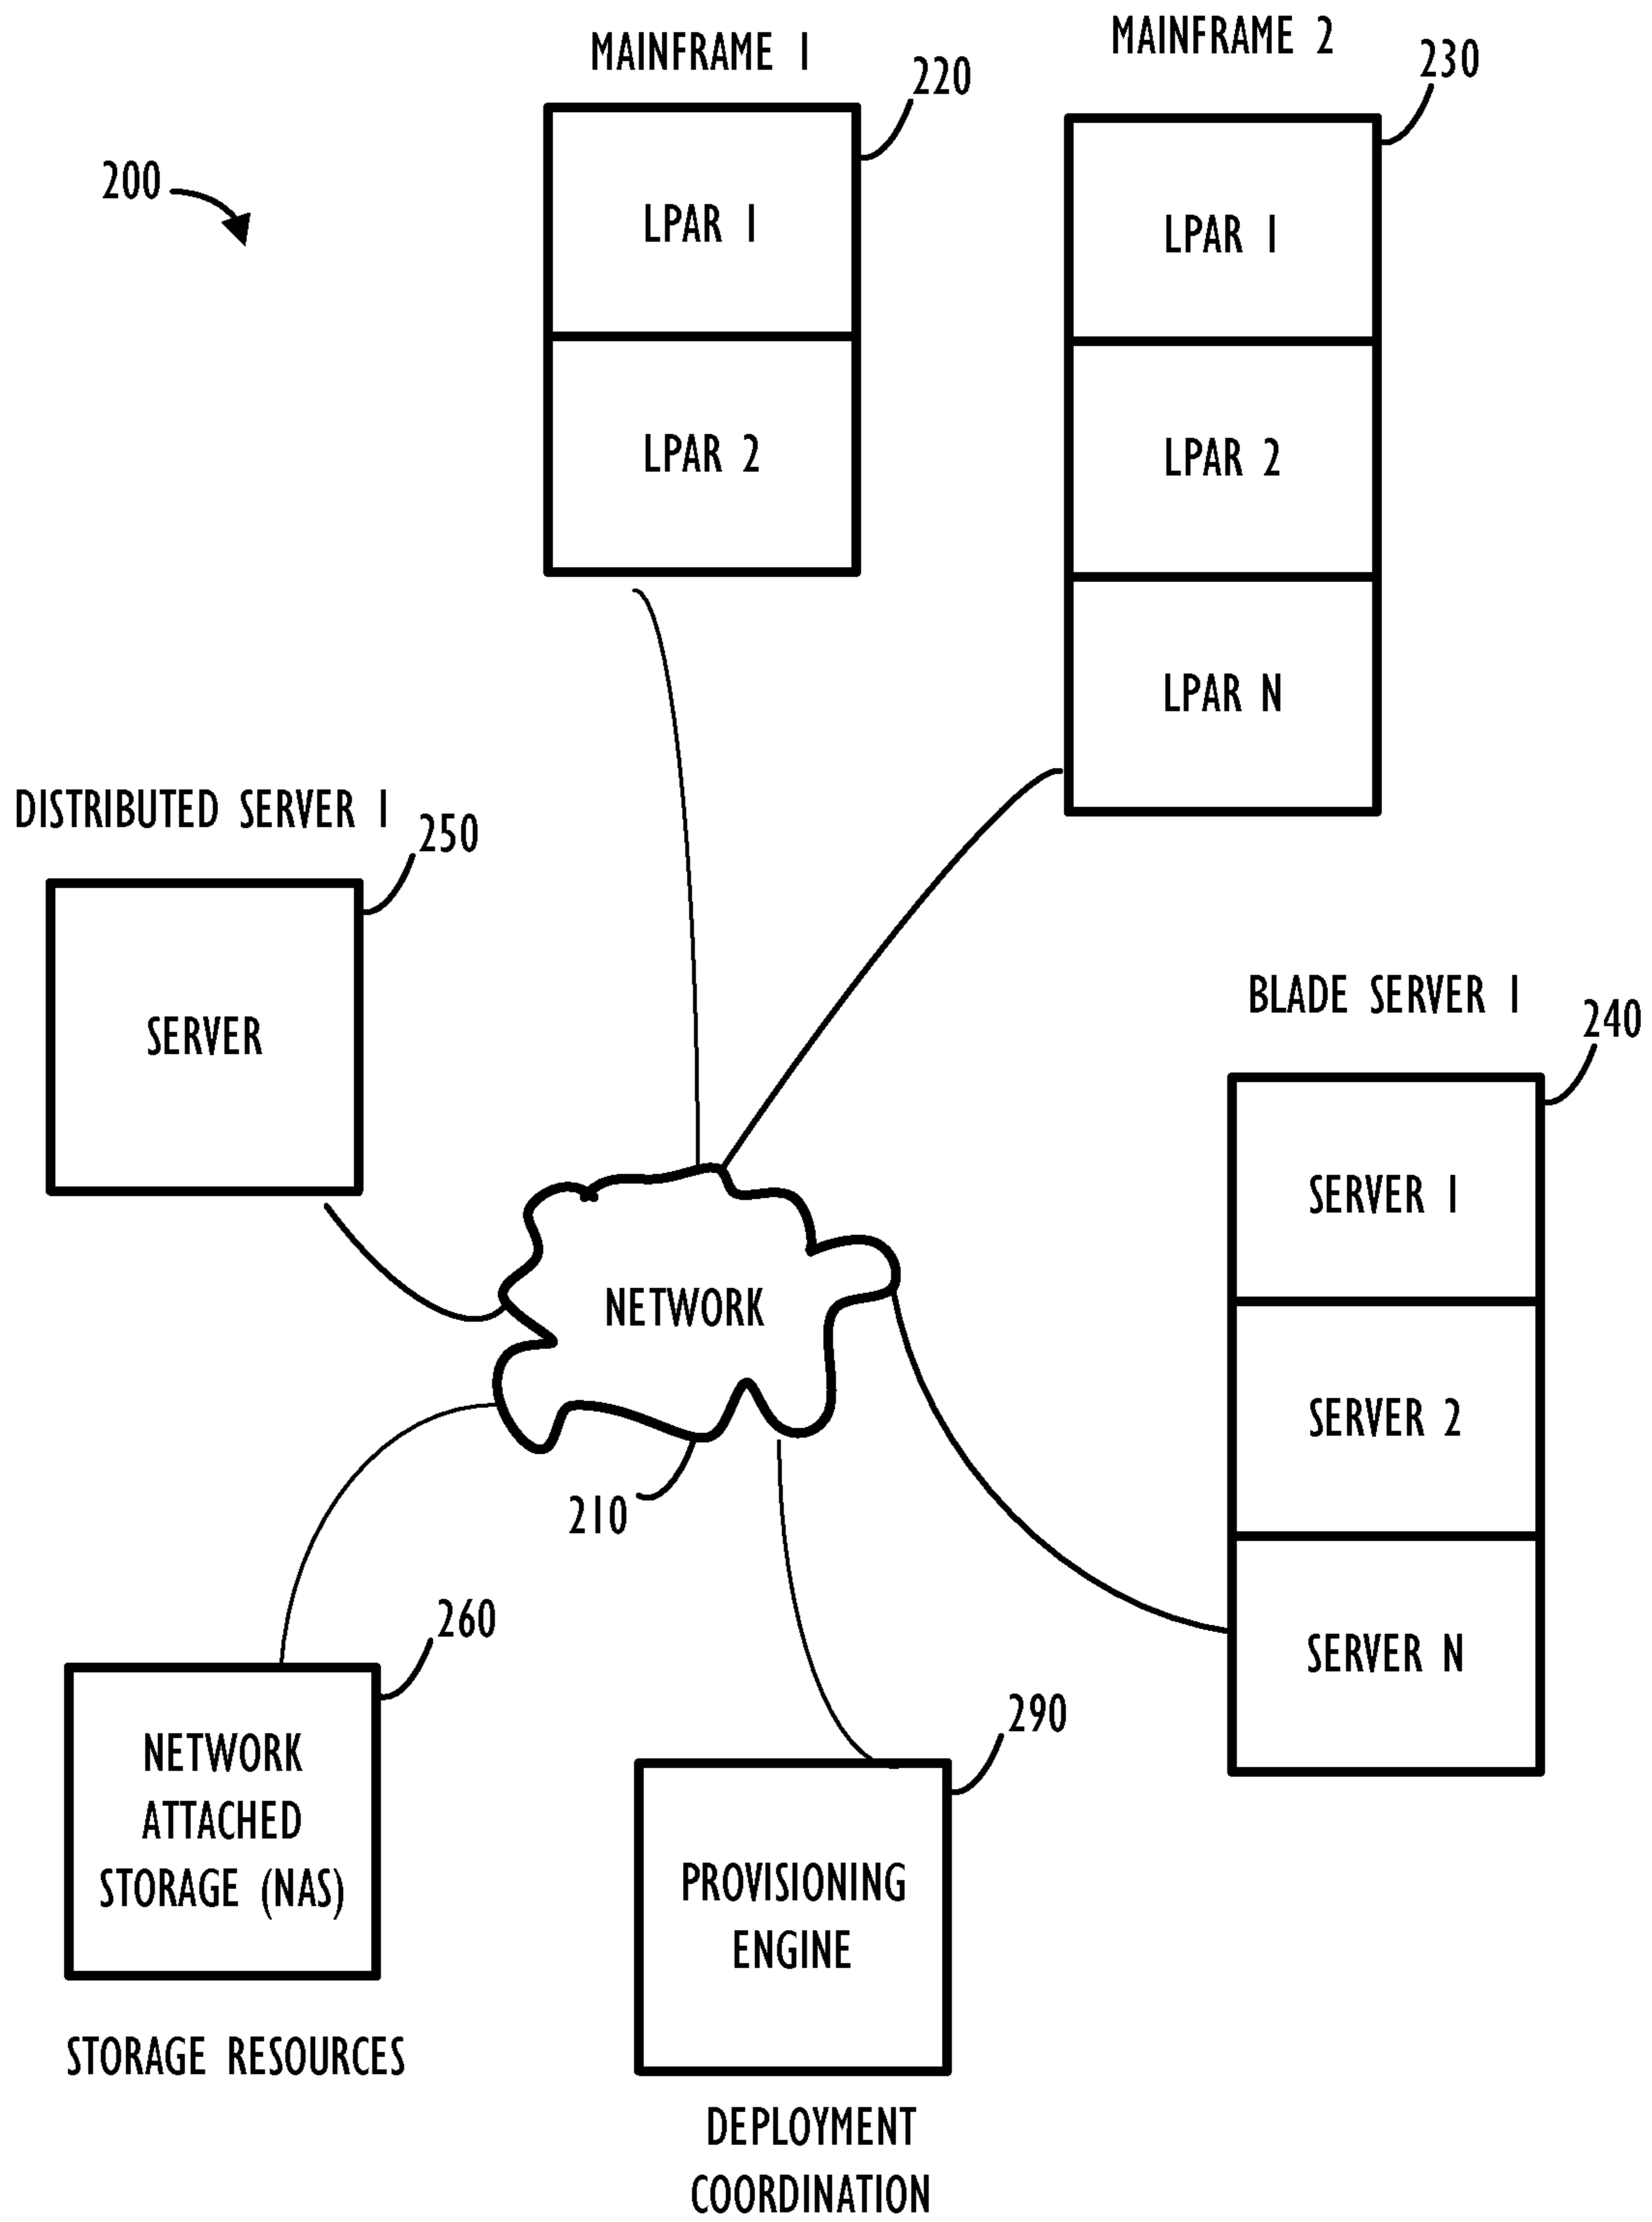 MAINFRAME 1
220
LPAR 1
LPAR 2
MAINFRAME 2
230
LPAR 1
LPAR 2
LPAR N
200
DISTRIBUTED SERVER 1
250
SERVER
BLADE SERVER 1
240
SERVER 1
SERVER 2
SERVER N
NETWORK
210
260
NETWORK
ATTACHED
STORAGE (NAS)
STORAGE RESOURCES
290
PROVISIONING
ENGINE
DEPLOYMENT
COORDINATION